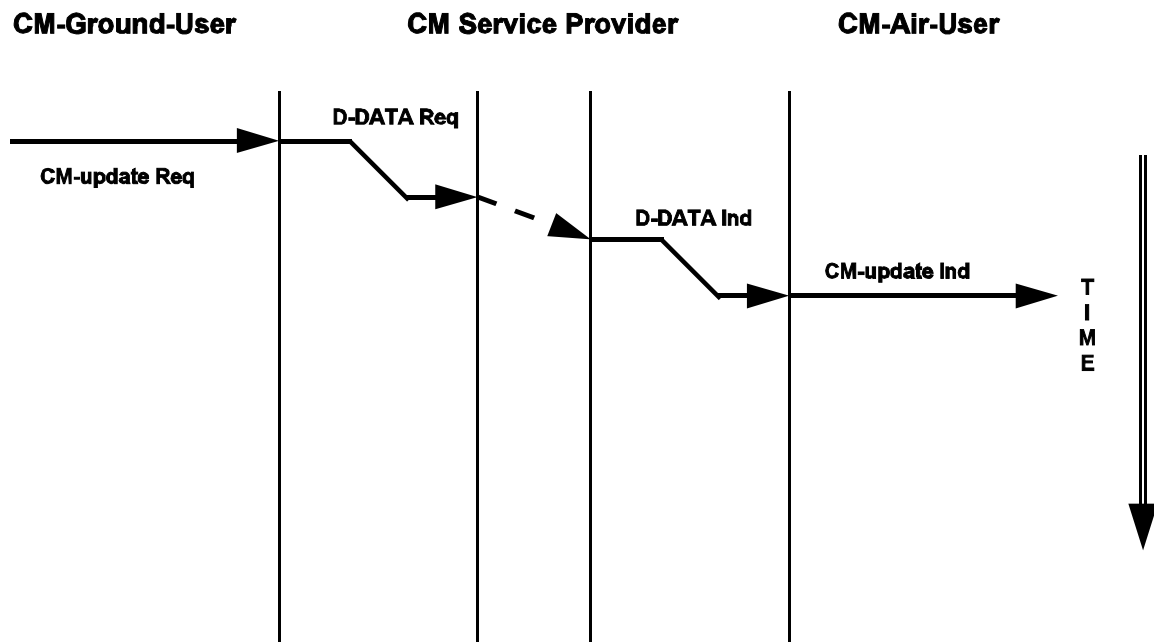 CM-Ground-User
CM Service Provider
CM-Air-User
D-DATA Req
CM-update Req
D-DATA Ind
CM-update Ind
T
I
M
E